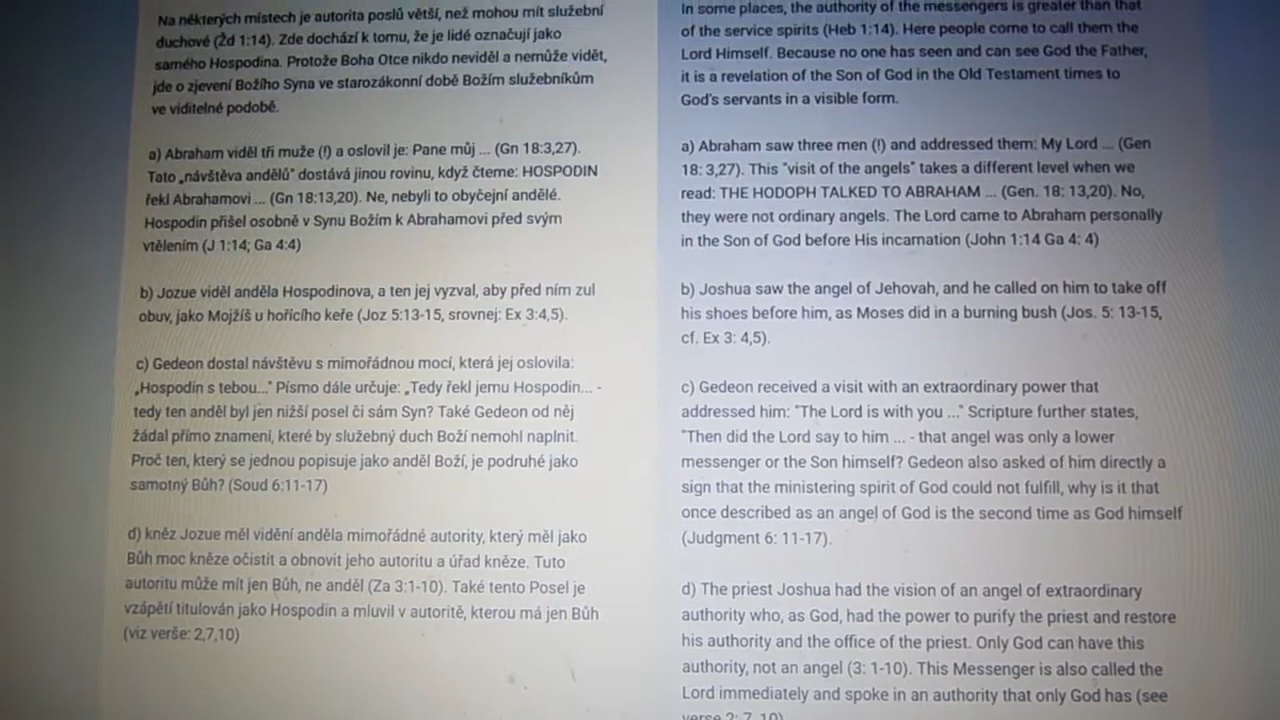 Na některých místech je autorita poslů větší, než mohou mít služební
duchové (Žd 1:14). Zde dochází k tomu, že je lidé označují jako
samého Hospodina. Protože Boha Otce nikdo neviděl a nemůže vidět,
jde o zjevení Božího Syna ve starozákonní době Božím služebníkům
ve viditelné podobě.
a) Abraham viděl tři muže (!) a oslovil je: Pane můj ... (Gn 18:3,27).
Tato „návštěva andělů" dostává jinou rovinu, když čteme: HOSPODIN
řekl Abrahamovi ... (Gn 18:13,20). Ne, nebyli to obyčejní andělé.
Hospodin přišel osobně v Synu Božím k Abrahamovi před svým
vtělením (J 1:14; Ga 4:4)
b) Jozue viděl anděla Hospodinova, a ten jej vyzval, aby před ním zul
obuv, jako Mojžíš u hořícího keře (Joz 5:13-15, srovnej: Ex 3:4,5).
c) Gedeon dostal návštěvu s mimořádnou mocí, která jej oslovila:
„Hospodin s tebou..." Písmo dále určuje: „Tedy řekl jemu Hospodin... -
tedy ten anděl byl jen nižší posel či sám Syn? Také Gedeon od něj
žádal přímo znamení, které by služebný duch Boží nemohl naplnit.
Proč ten, který se jednou popisuje jako anděl Boží, je podruhé jako
samotný Bůh? (Soud 6:11-17)
d) kněz Jozue měl vidění anděla mimořádné autority, který měl jako
Bůh moc kněze očistit a obnovit jeho autoritu a úřad kněze. Tuto
autoritu může mít jen Bůh, ne anděl (Za 3:1-10). Také tento Posel je
vzápětí titulován jako Hospodin a mluvil v autoritě, kterou má jen Bůh
(viz verše: 2,7,10)
In some places, the authority of the messengers is greater than that
of the service spirits (Heb 1:14). Here people come to call them the
Lord Himself. Because no one has seen and can see God the Father,
it is a revelation of the Son of God in the Old Testament times to
God's servants in a visible form.
a) Abraham saw three men (!) and addressed them: My Lord ... (Gen
18: 3,27). This "visit of the angels" takes a different level when we
read: THE HODOPH TALKED TO ABRAHAM ... (Gen. 18: 13,20). No,
they were not ordinary angels. The Lord came to Abraham personally
in the Son of God before His incarnation (John 1:14 Ga 4: 4)
b) Joshua saw the angel of Jehovah, and he called on him to take off
his shoes before him, as Moses did in a burning bush (Jos. 5: 13-15,
cf. Ex 3: 4,5).
c) Gedeon received a visit with an extraordinary power that
addressed him: "The Lord is with you ..." Scripture further states,
"Then did the Lord say to him ... - that angel was only a lower
messenger or the Son himself? Gedeon also asked of him directly a
sign that the ministering spirit of God could not fulfill, why is it that
once described as an angel of God is the second time as God himself
(Judgment 6: 11-17).
d) The priest Joshua had the vision of an angel of extraordinary
authority who, as God, had the power to purify the priest and restore
his authority and the office of the priest. Only God can have this
authority, not an angel (3: 1-10). This Messenger is also called the
Lord immediately and spoke in an authority that only God has (see
verse 2: 7, 10)